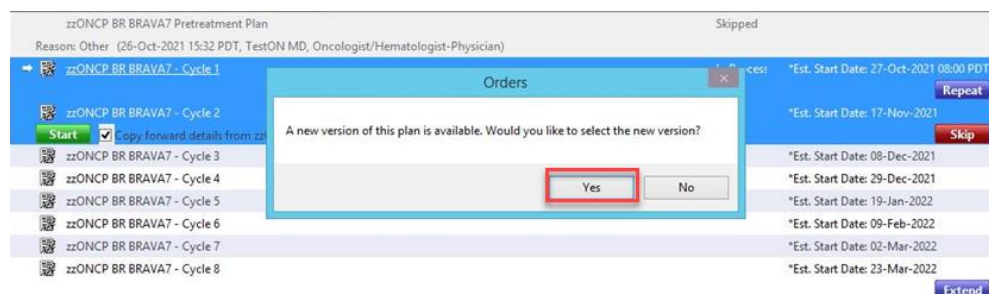 zzONCP BR BRAVA7 Pretreatment Plan Skipped
Reason: Other (26-Oct-2021 15:32 PDT, TestON MD, Oncologist/Hematologist-Physician)
zzONCP BR BRAVA7 - Cycle 1 *Est. Start Date: 27-Oct-2021 08:00 PDT
Repeat
Orders
zzONCP BR BRAVA7 - Cycle 2 *Est. Start Date: 17-Nov-2021
Start Copy forward details from Skip
A new version of this plan is available. Would you like to select the new version?
Yes No
zzONCP BR BRAVA7 - Cycle 3 *Est. Start Date: 08-Dec-2021
zzONCP BR BRAVA7 - Cycle 4 *Est. Start Date: 29-Dec-2021
zzONCP BR BRAVA7 - Cycle 5 *Est. Start Date: 19-Jan-2022
zzONCP BR BRAVA7 - Cycle 6 *Est. Start Date: 09-Feb-2022
zzONCP BR BRAVA7 - Cycle 7 *Est. Start Date: 02-Mar-2022
zzONCP BR BRAVA7 - Cycle 8 *Est. Start Date: 23-Mar-2022
Extend